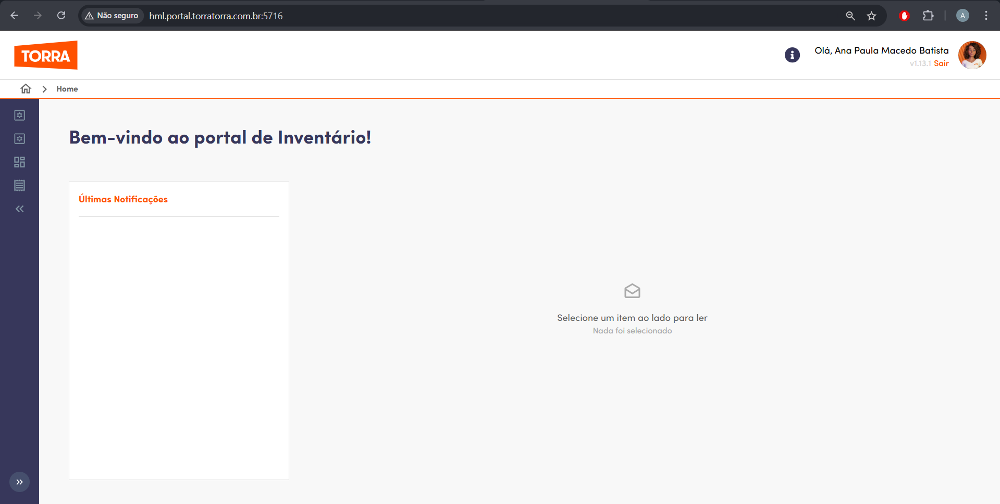 Não seguro
hml.portal.torratorra.com.br:5716
A
TORRA
Olá, Ana Paula Macedo Batista
v1.13.1 Sair
Home
Bem-vindo ao portal de Inventário!
Últimas Notificações
Selecione um item ao lado para ler
Nada foi selecionado